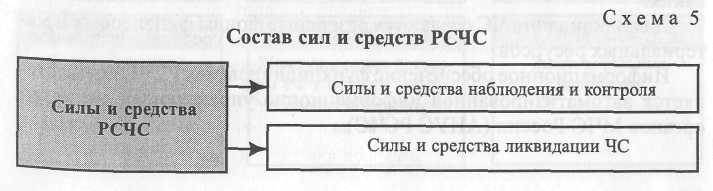 Схема 5
Состав сил и средств РСЧС
Силы и средства
РСЧС
Силы и средства наблюдения и контроля
Силы и средства ликвидации ЧС